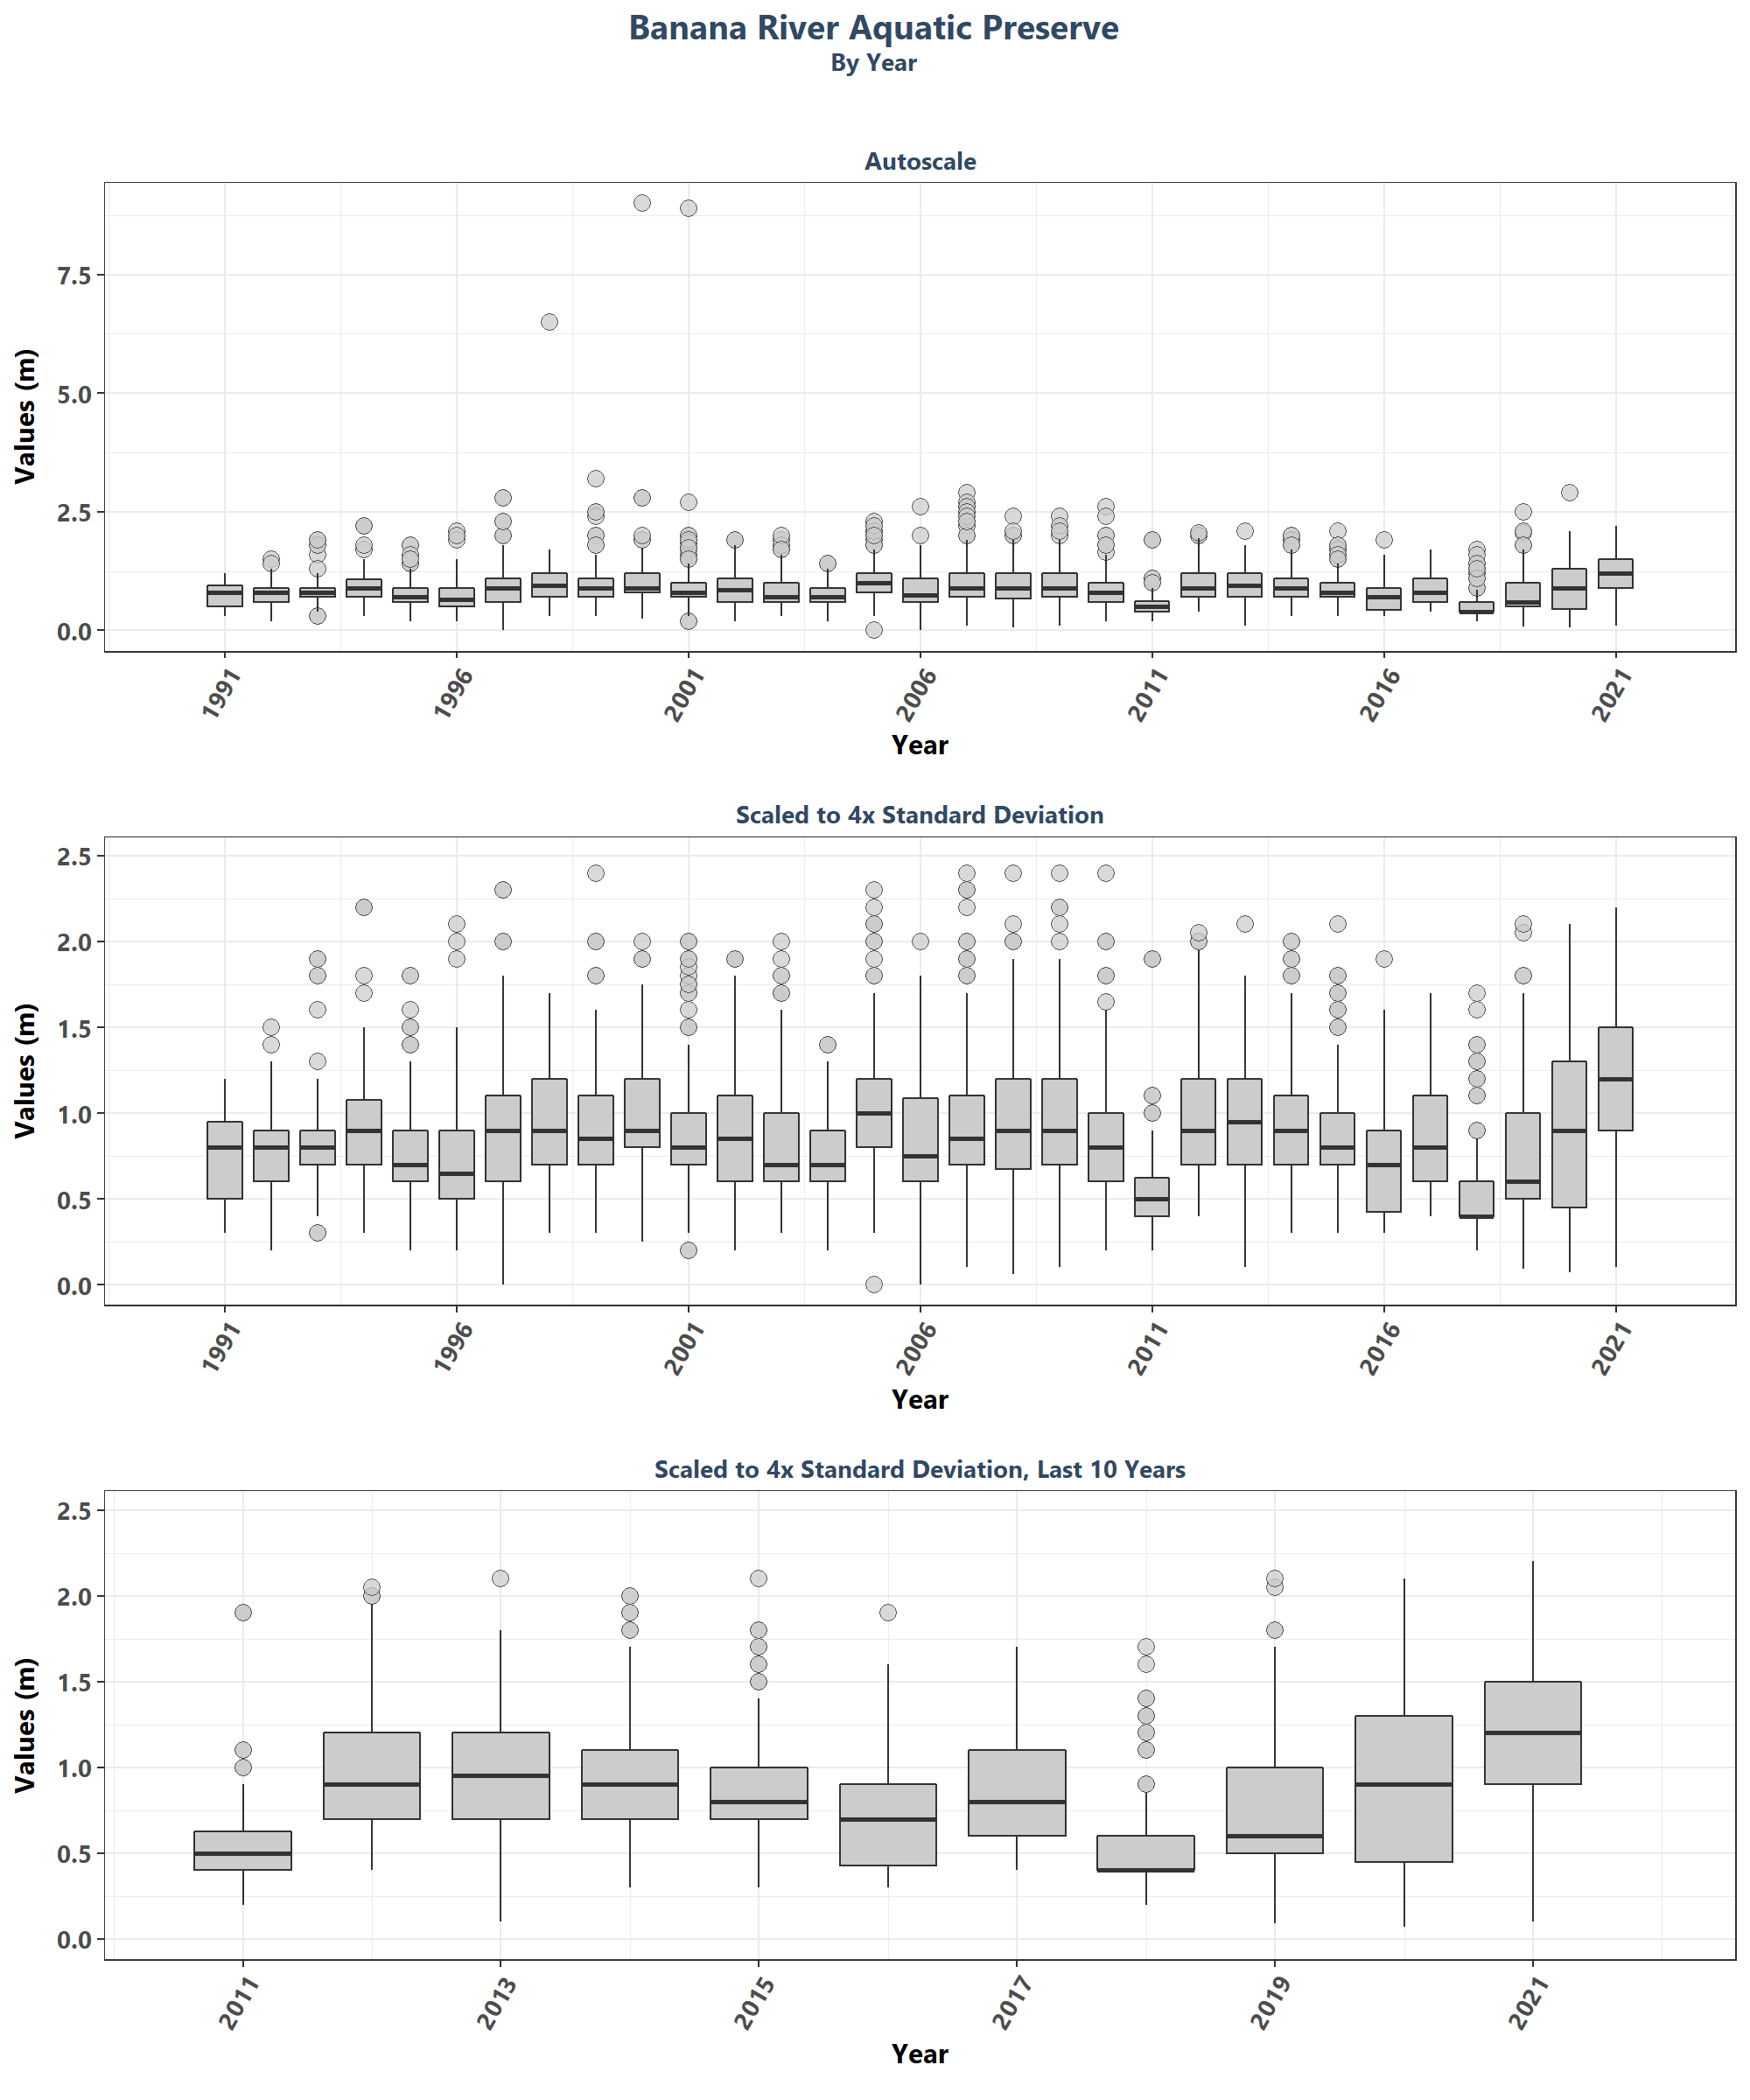 Banana River Aquatic Preserve
By Year
Autoscale
Values (m)
7.5
5.0
2.5
0.0
1991 1996 2001 2006 2011 2016 2021
Year
Scaled to 4x Standard Deviation
Values (m)
2.5
2.0
1.5
1.0
0.5
0.0
1991 1996 2001 2006 2011 2016 2021
Year
Scaled to 4x Standard Deviation, Last 10 Years
Values (m)
2.5
2.0
1.5
1.0
0.5
0.0
2011 2013 2015 2017 2019 2021
Year